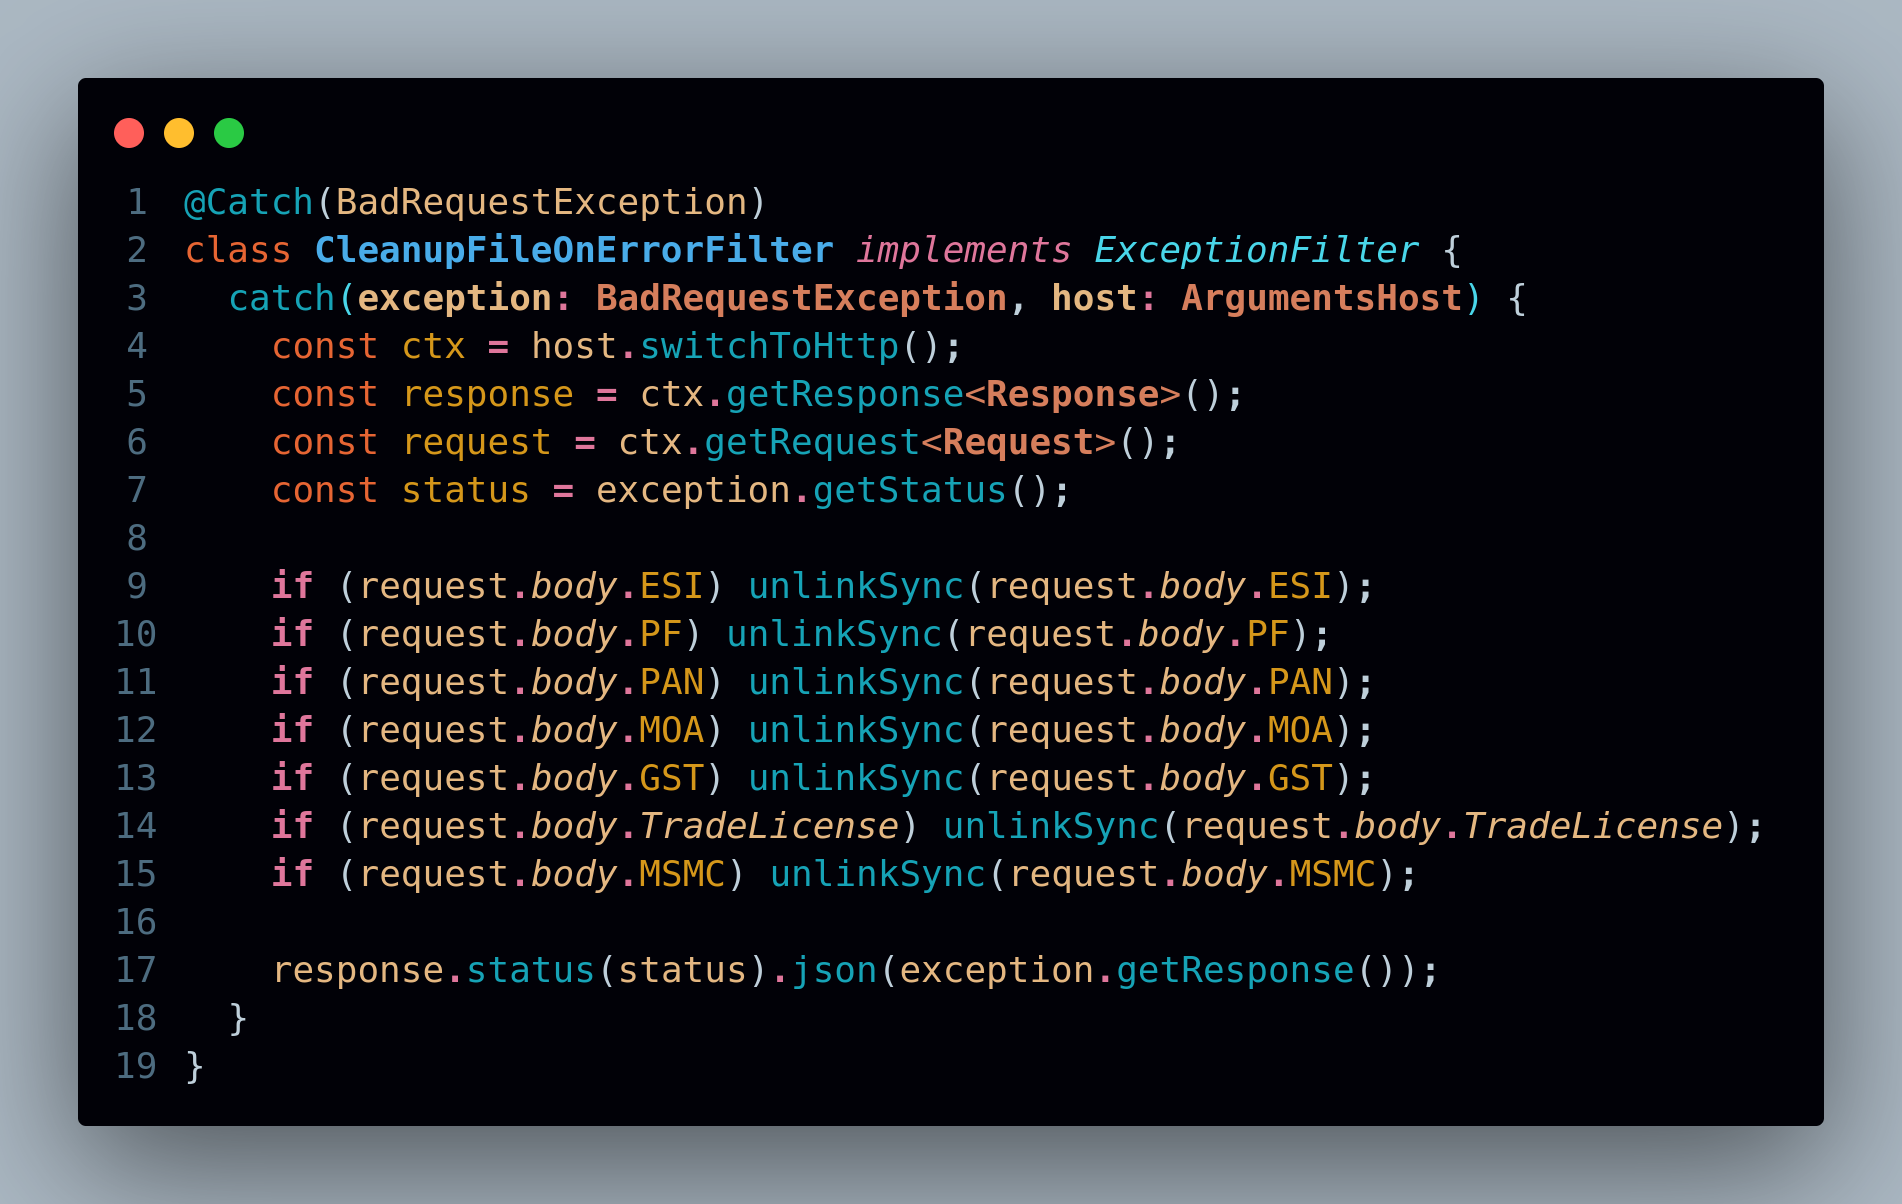 1 @Catch(BadRequestException)
2 class CleanupFileOnErrorFilter implements ExceptionFilter {
3   catch(exception: BadRequestException, host: ArgumentsHost) {
4     const ctx = host.switchToHttp();
5     const response = ctx.getResponse<Response>();
6     const request = ctx.getRequest<Request>();
7     const status = exception.getStatus();
8
9     if (request.body.ESI) unlinkSync(request.body.ESI);
10     if (request.body.PF) unlinkSync(request.body.PF);
11     if (request.body.PAN) unlinkSync(request.body.PAN);
12     if (request.body.MOA) unlinkSync(request.body.MOA);
13     if (request.body.GST) unlinkSync(request.body.GST);
14     if (request.body.TradeLicense) unlinkSync(request.body.TradeLicense);
15     if (request.body.MSMC) unlinkSync(request.body.MSMC);
16
17     response.status(status).json(exception.getResponse());
18   }
19 }